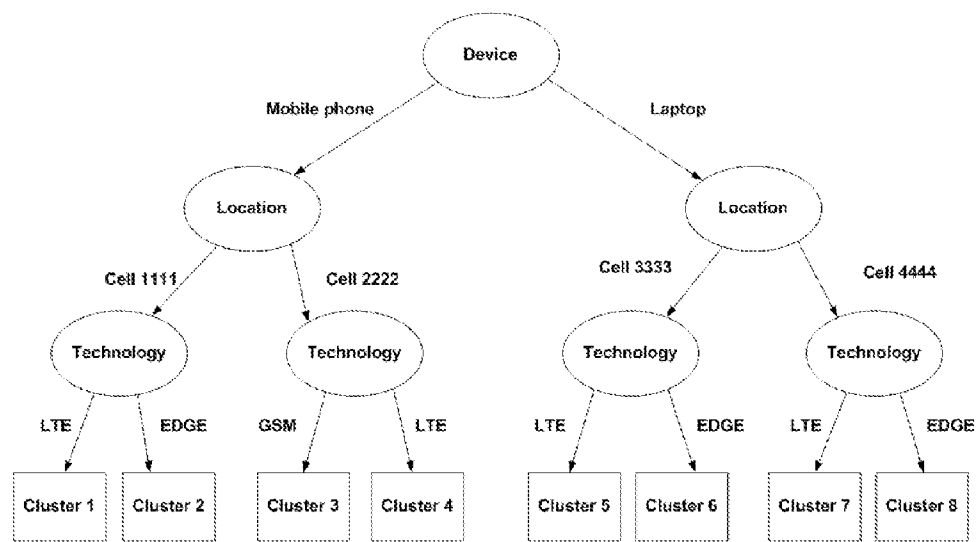 Device
Mobile phone
Laptop
Location
Location
Cell 1111
Cell 2222
Cell 3333
Cell 4444
Technology
Technology
Technology
Technology
LTE
EDGE
GSM
LTE
LTE
EDGE
LTE
EDGE
Cluster 1
Cluster 2
Cluster 3
Cluster 4
Cluster 5
Cluster 6
Cluster 7
Cluster 8